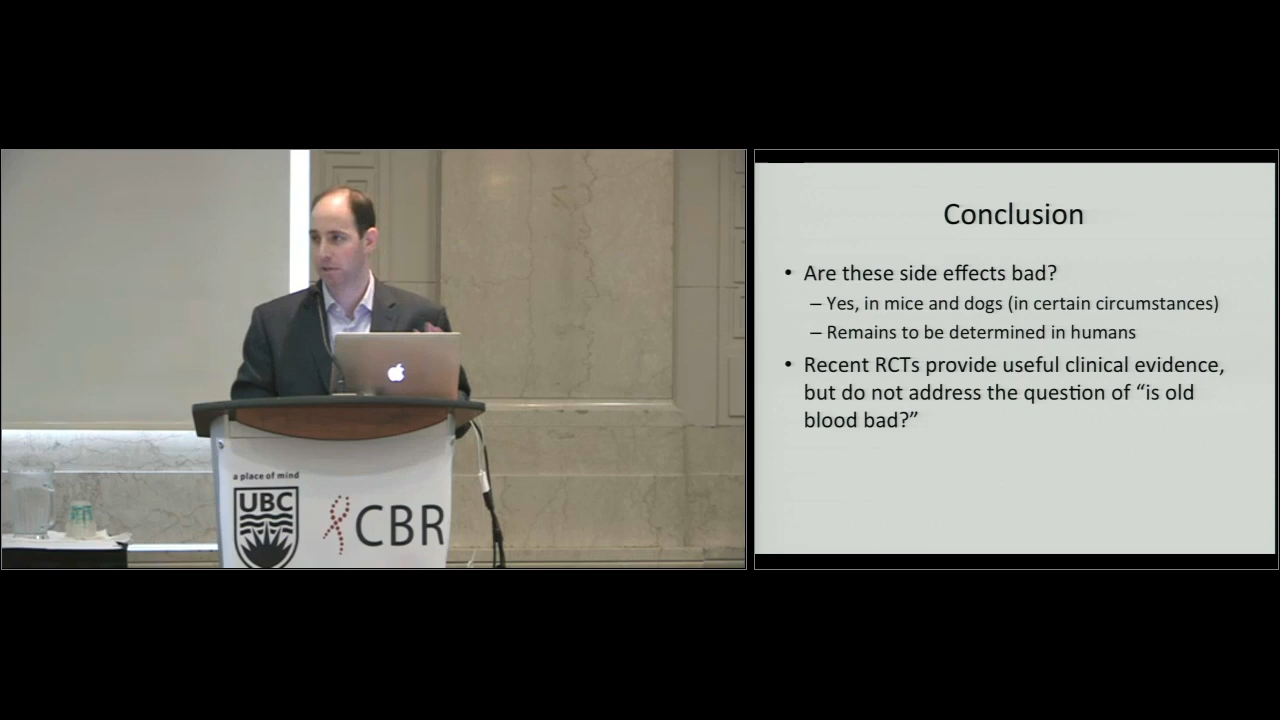 a place of mind
UBC
CBR
Conclusion
• Are these side effects bad?
– Yes, in mice and dogs (in certain circumstances)
– Remains to be determined in humans
• Recent RCTs provide useful clinical evidence,
but do not address the question of “is old
blood bad?”